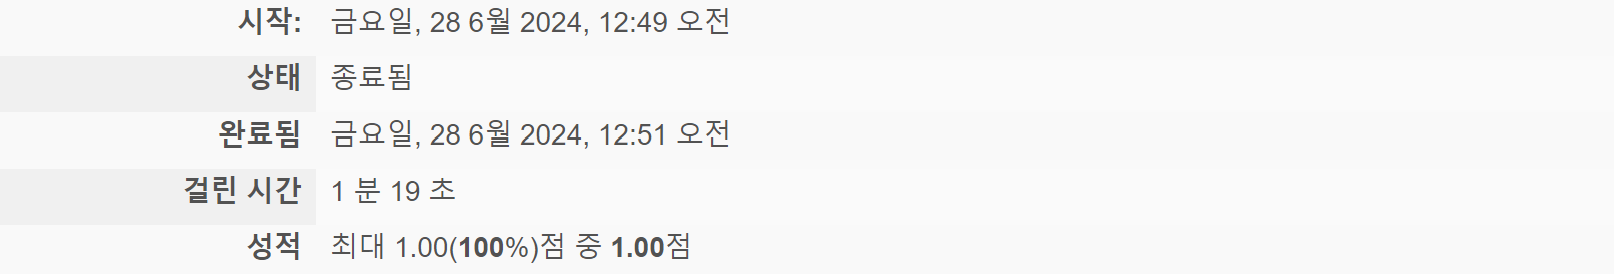 시작: 금요일, 28 6월 2024, 12:49 오전
상태 종료됨
완료됨 금요일, 28 6월 2024, 12:51 오전
걸린 시간 1 분 19 초
성적 최대 1.00(100%)점 중 1.00점